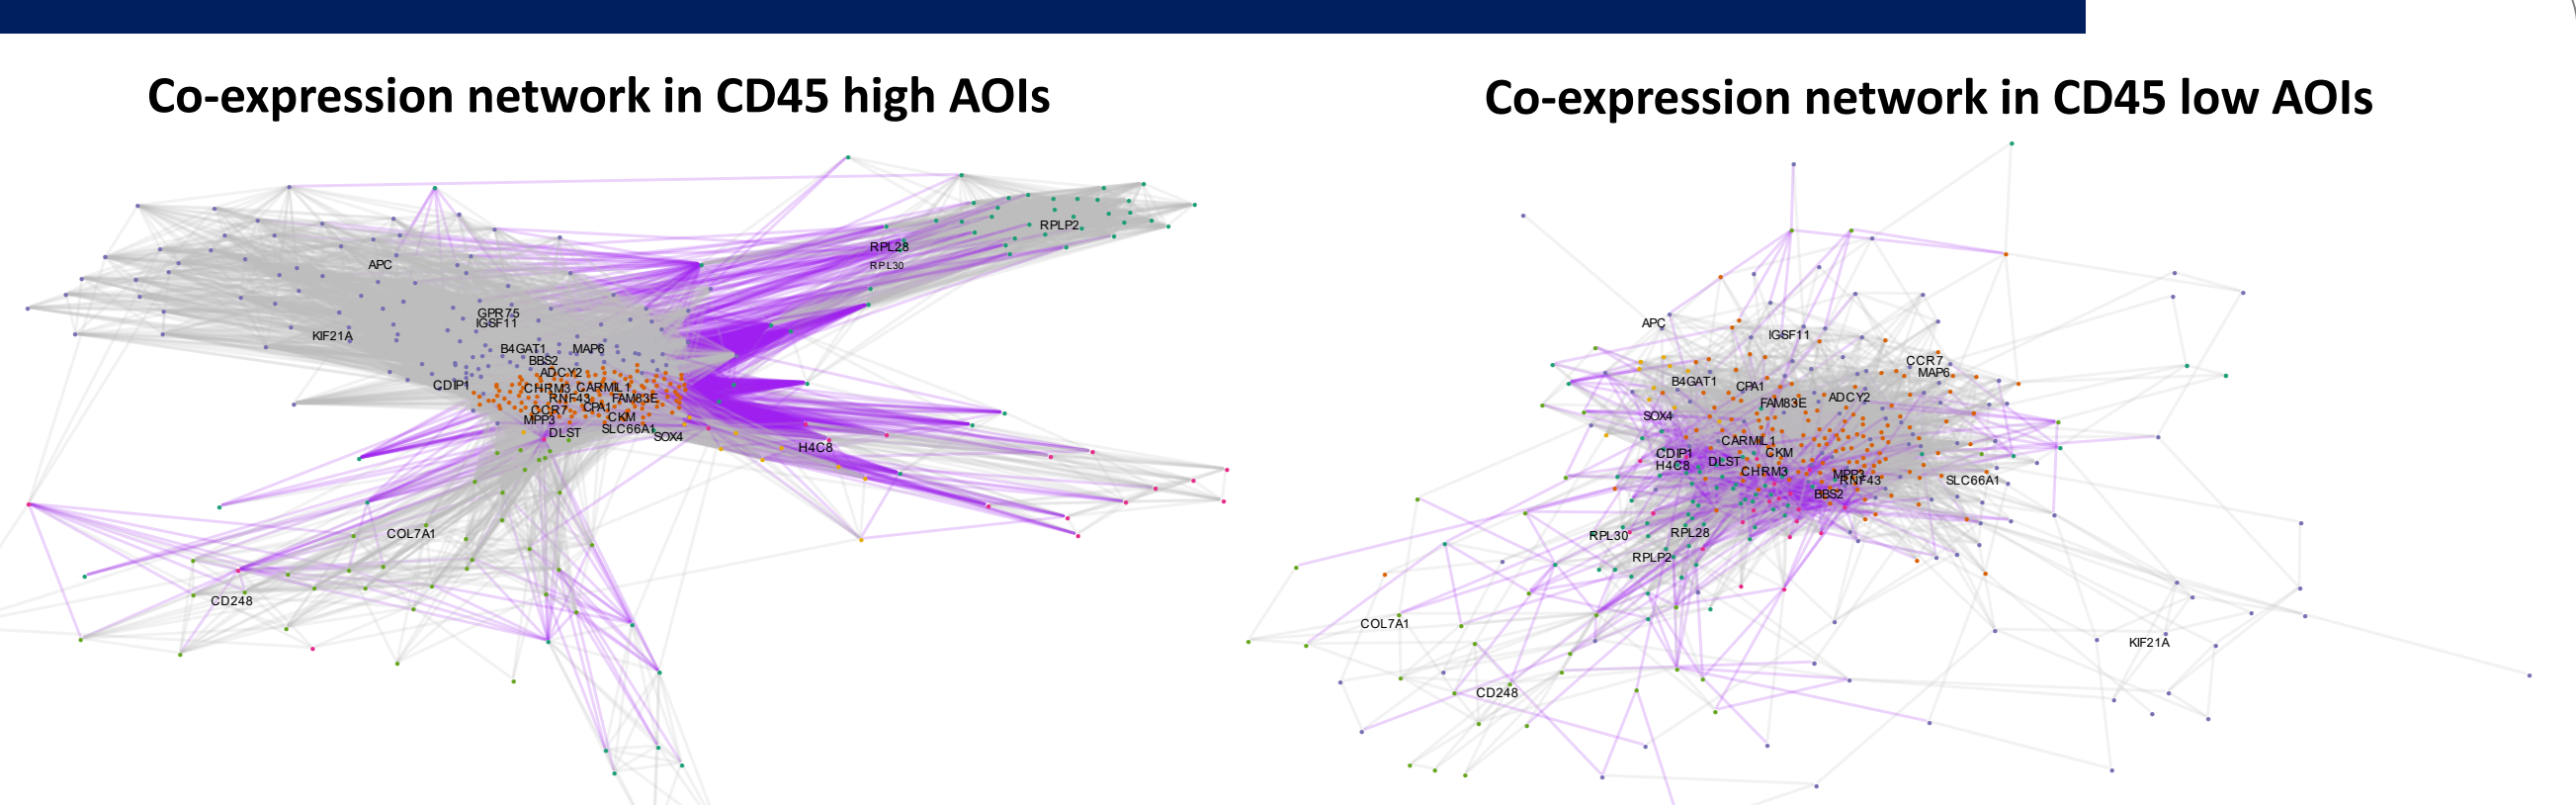 Co-expression network in CD45 high AOIs
RPLP2
RPL28
RPL30
APC
GPR75
IGSF11
KIF21A
B4GAT1
MAP6
BBS2
ADCY2
CDIP1
CHRM3
CARMIL1
RNF43
FAM83E
CCR7
CPA1
MPP3
CKM
SLC66A1
DLST
SOX4
H4C8
COL7A1
CD248
Co-expression network in CD45 low AOIs
APC
IGSF11
CCR7
MAP6
B4GAT1
CPA1
FAM83E
ADCY2
SOX4
CARMIL1
CDIP1
CKM
H4C8
DLST
CHRM3
MPP3
RNF43
SLC66A1
BBS2
RPL30
RPL28
RPLP2
COL7A1
KIF21A
CD248